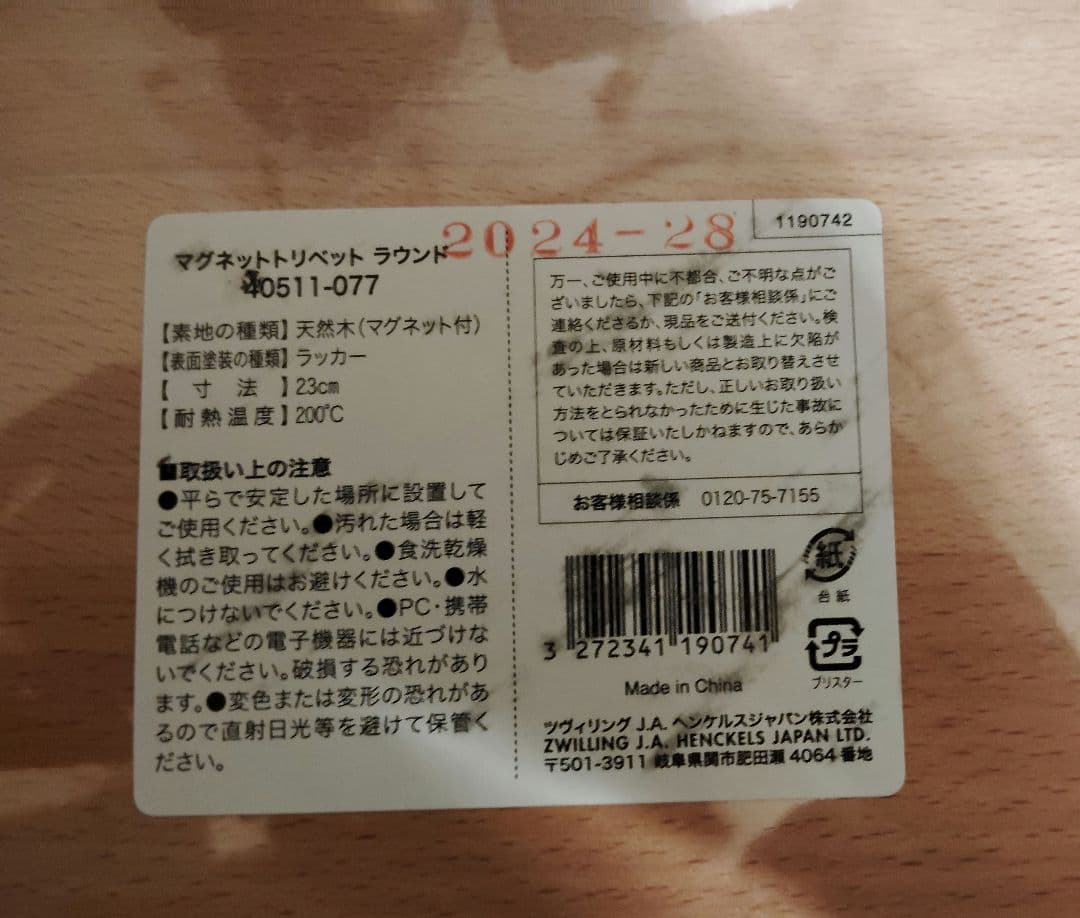 2024-28
1190742
マグネットトリベット ラウンド
40511-077
【素地の種類】天然木(マグネット付)
【表面塗装の種類】ラッカー
【寸法】23cm
【耐熱温度】200℃
■取扱い上の注意
●平らで安定した場所に設置して
ご使用ください。●汚れた場合は軽
く拭き取ってください。●食洗乾燥
機のご使用はお避けください。●水
につけないでください。●PC・携帯
電話などの電子機器には近づけな
いでください。破損する恐れがあり
ます。●変色または変形の恐れがあ
るので直射日光等を避けて保管く
ださい。
万一、ご使用中に不都合、ご不明な点がご
ざいましたら、下記の「お客様相談係」にご
連絡くださるか、現品をご送付ください。検
査の上、原材料もしくは製造上に欠陥が
あった場合は新しい商品とお取り替えさせ
ていただきます。ただし、正しいお取り扱い
方法をとられなかったために生じた事故に
ついては保証いたしかねますので、あらか
じめご了承ください。
お客様相談係 0120-75-7155
紙
台紙
3 272341 190741
プラ
ブリスター
Made in China
ツヴィリング J.A. ヘンケルスジャパン株式会社
ZWILLING J.A. HENCKELS JAPAN LTD.
〒501-3911 岐阜県関市肥田瀬 4064 番地